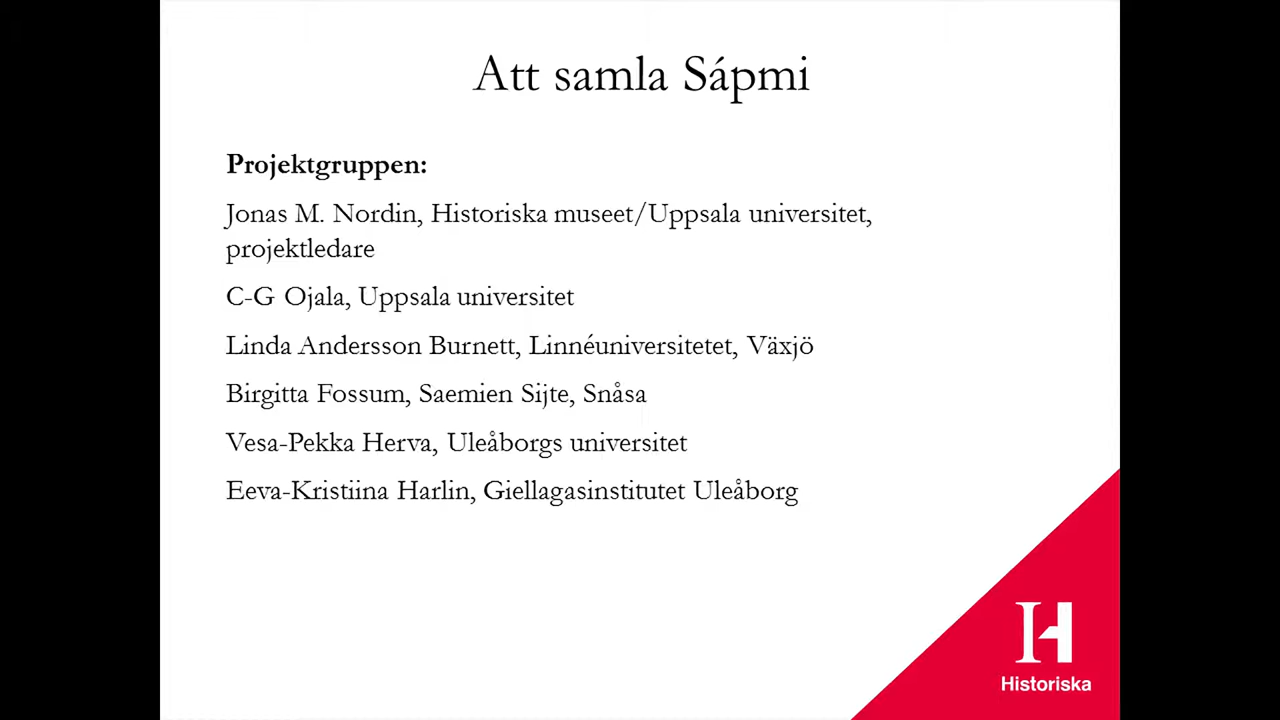 Att samla Sápmi
Projektgruppen:
Jonas M. Nordin, Historiska museet/Uppsala universitet,
projektledare
C-G Ojala, Uppsala universitet
Linda Andersson Burnett, Linnéuniversitetet, Växjö
Birgitta Fossum, Saemien Sijte, Snåsa
Vesa-Pekka Herva, Uleåborgs universitet
Eeva-Kristiina Harlin, Giellagasinstitutet Uleåborg
H
Historiska